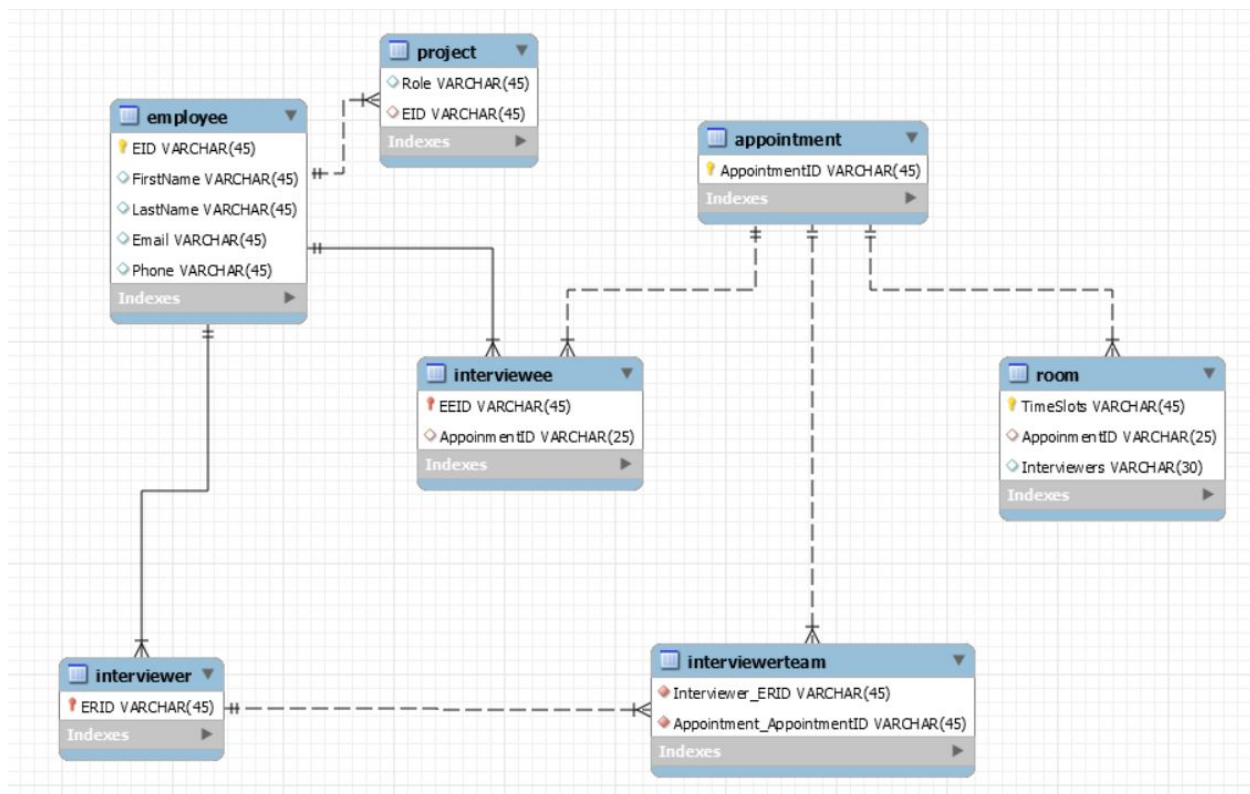 project
Role VARCHAR(45)
EID VARCHAR(45)
Indexes
employee
EID VARCHAR(45)
FirstName VARCHAR(45)
LastName VARCHAR(45)
Email VARCHAR(45)
Phone VARCHAR(45)
Indexes
appointment
AppointmentID VARCHAR(45)
Indexes
interviewee
EEID VARCHAR(45)
AppoinmentID VARCHAR(25)
Indexes
room
TimeSlots VARCHAR(45)
AppoinmentID VARCHAR(25)
Interviewers VARCHAR(30)
Indexes
interviewer
ERID VARCHAR(45)
Indexes
interviewerteam
Interviewer_ERID VARCHAR(45)
Appointment_AppointmentID VARCHAR(45)
Indexes